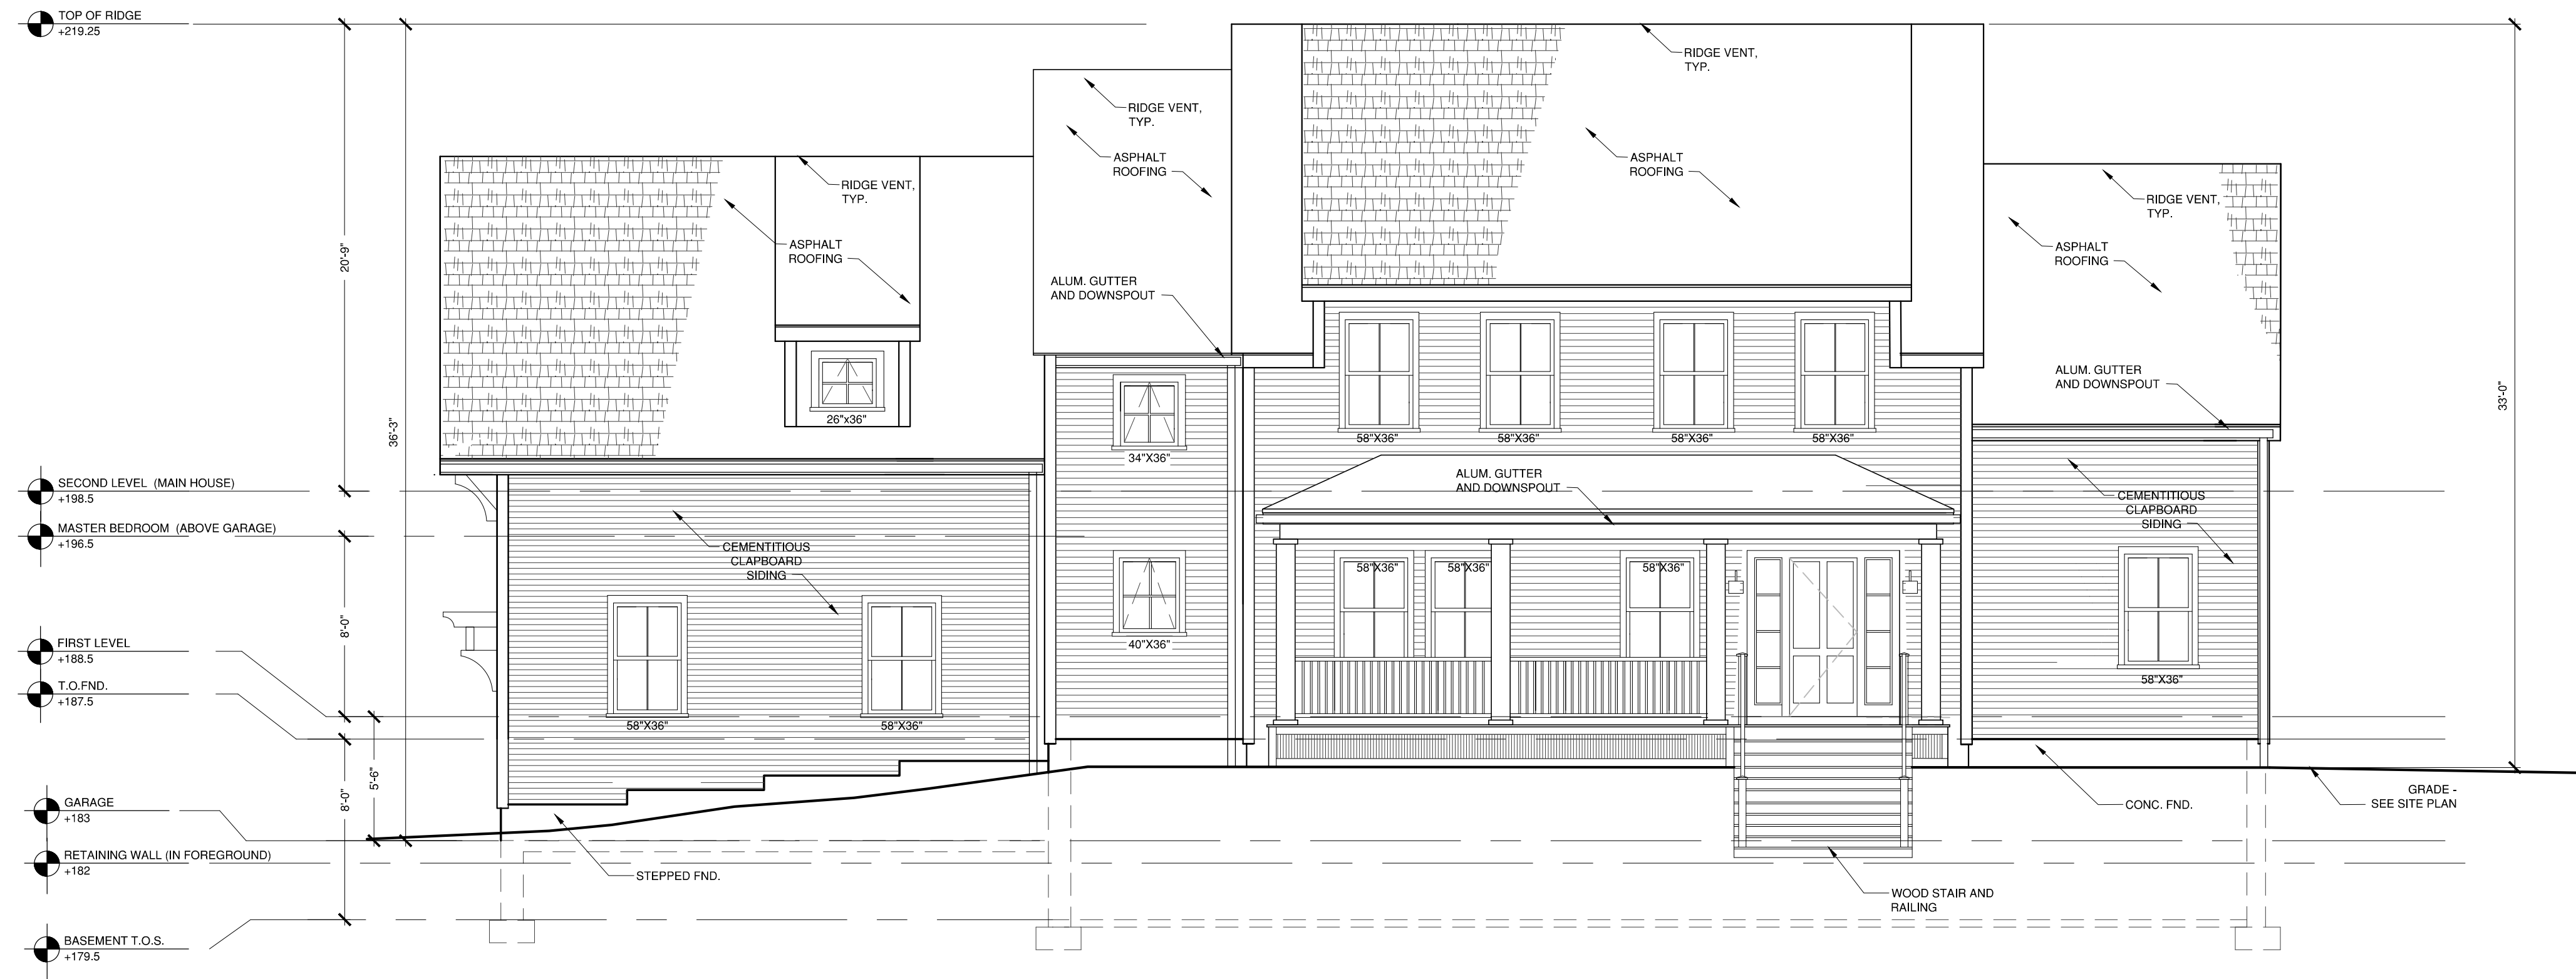 TOP OF RIDGE
+219.25
RIDGE VENT,
TYP.
RIDGE VENT,
TYP.
ASPHALT
ROOFING
ASPHALT
ROOFING
RIDGE VENT,
TYP.
RIDGE VENT,
TYP.
ASPHALT
ROOFING
ASPHALT
ROOFING
20'-9"
ALUM. GUTTER
AND DOWNSPOUT
ALUM. GUTTER
AND DOWNSPOUT
33'-0"
36'-3"
26"x36"
58"X36"
58"X36"
58"X36"
58"X36"
34"X36"
ALUM. GUTTER
AND DOWNSPOUT
SECOND LEVEL (MAIN HOUSE)
+198.5
CEMENTITIOUS
CLAPBOARD
SIDING
MASTER BEDROOM (ABOVE GARAGE)
+196.5
CEMENTITIOUS
CLAPBOARD
SIDING
58"X36"
58"X36"
58"X36"
8'-0"
FIRST LEVEL
+188.5
40"X36"
T.O.FND.
+187.5
58"X36"
58"X36"
58"X36"
5'-6"
8'-0"
GARAGE
+183
CONC. FND.
GRADE -
SEE SITE PLAN
RETAINING WALL (IN FOREGROUND)
+182
STEPPED FND.
WOOD STAIR AND
RAILING
BASEMENT T.O.S.
+179.5